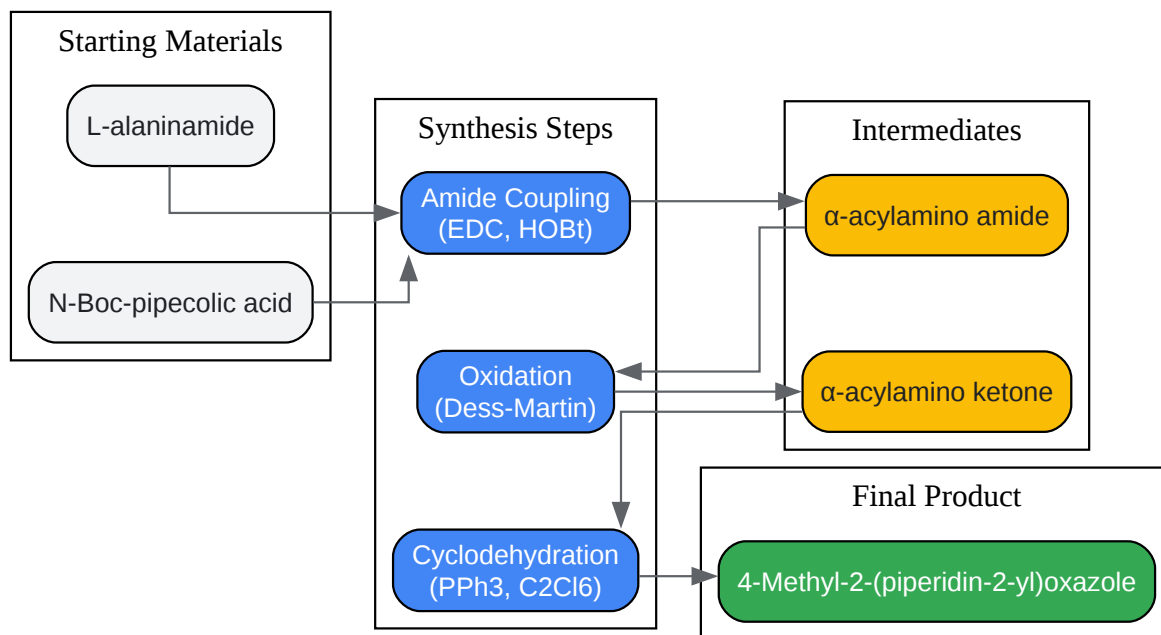 Starting Materials
L-alaninamide
N-Boc-pipecolic acid
Synthesis Steps
Amide Coupling
(EDC, HOBt)
Oxidation
(Dess-Martin)
Cyclodehydration
(PPh3, C2Cl6)
Intermediates
α-acylamino amide
α-acylamino ketone
Final Product
4-Methyl-2-(piperidin-2-yl)oxazole